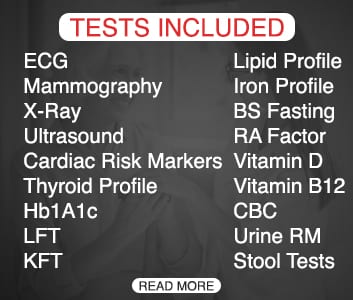 TESTS INCLUDED
ECG
Mammography
X-Ray
Ultrasound
Cardiac Risk Markers
Thyroid Profile
Hb1A1c
LFT
KFT
Lipid Profile
Iron Profile
BS Fasting
RA Factor
Vitamin D
Vitamin B12
CBC
Urine RM
Stool Tests
READ MORE